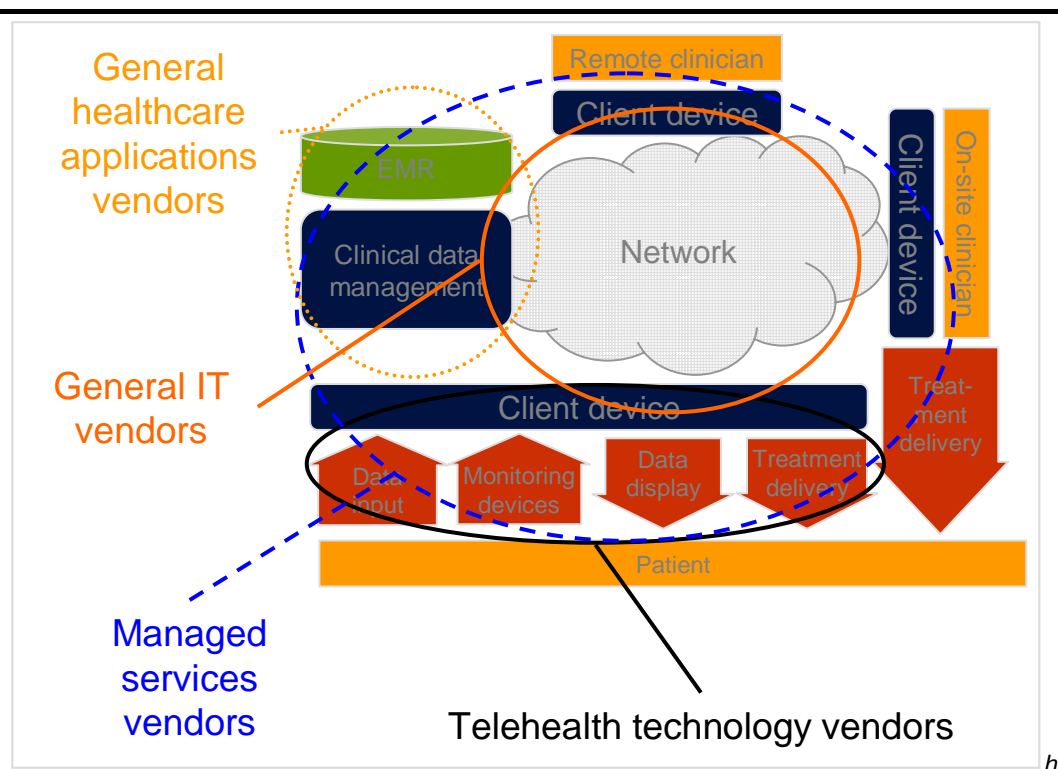 General
healthcare
applications
vendors
Remote clinician
Client device
EMR
Clinical data
management
Network
Client device
On-site clinician
General IT
vendors
Client device
Treat-
ment
delivery
Data
input
Monitoring
devices
Data
display
Treatment
delivery
Patient
Managed
services
vendors
Telehealth technology vendors
h